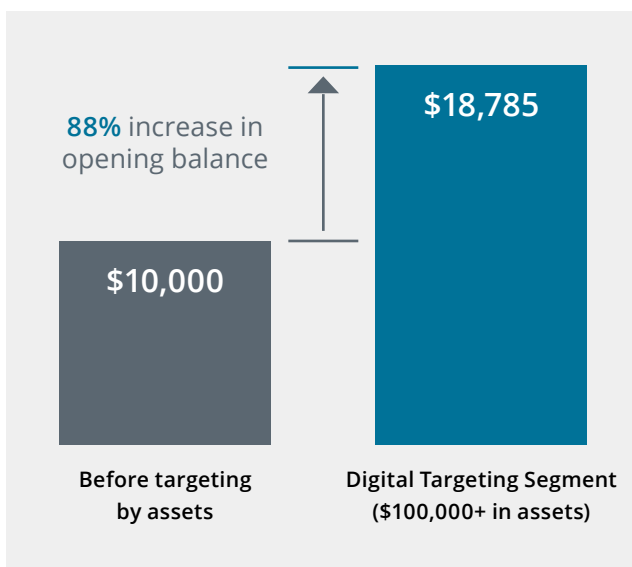 $18,785
88% increase in
opening balance
$10,000
Before targeting
by assets
Digital Targeting Segment
($100,000+ in assets)